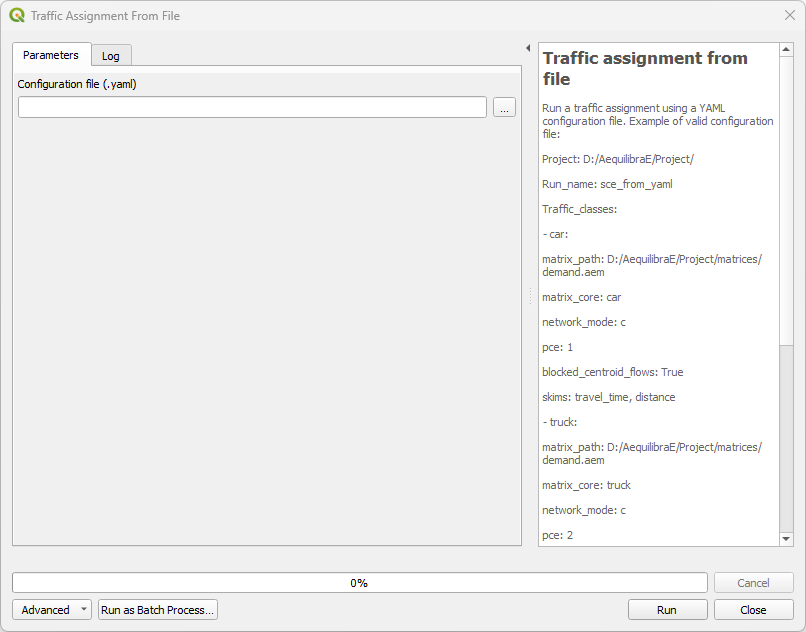 Traffic Assignment From File
Parameters
Log
Configuration file (.yaml)
...
Traffic assignment from
file
Run a traffic assignment using a YAML
configuration file. Example of valid configuration
file:
Project: D:/AequilibraE/Project/
Run_name: sce_from_yaml
Traffic_classes:
- car:
matrix_path: D:/AequilibraE/Project/matrices/
demand.aem
matrix_core: car
network_mode: c
pce: 1
blocked_centroid_flows: True
skims: travel_time, distance
- truck:
matrix_path: D:/AequilibraE/Project/matrices/
demand.aem
matrix_core: truck
network_mode: c
pce: 2
0%
Cancel
Advanced
Run as Batch Process...
Run
Close